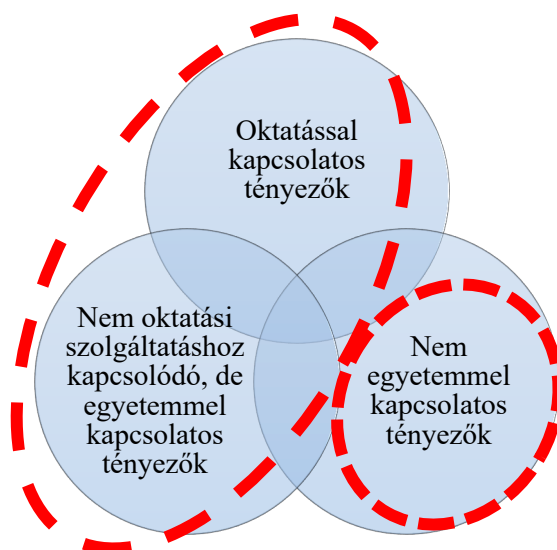 Oktatással
kapcsolatos
tényezők
Nem oktatási
szolgáltatáshoz
kapcsolódó, de
egyetemmel
kapcsolatos
tényezők
Nem
egyetemmel
kapcsolatos
tényezők